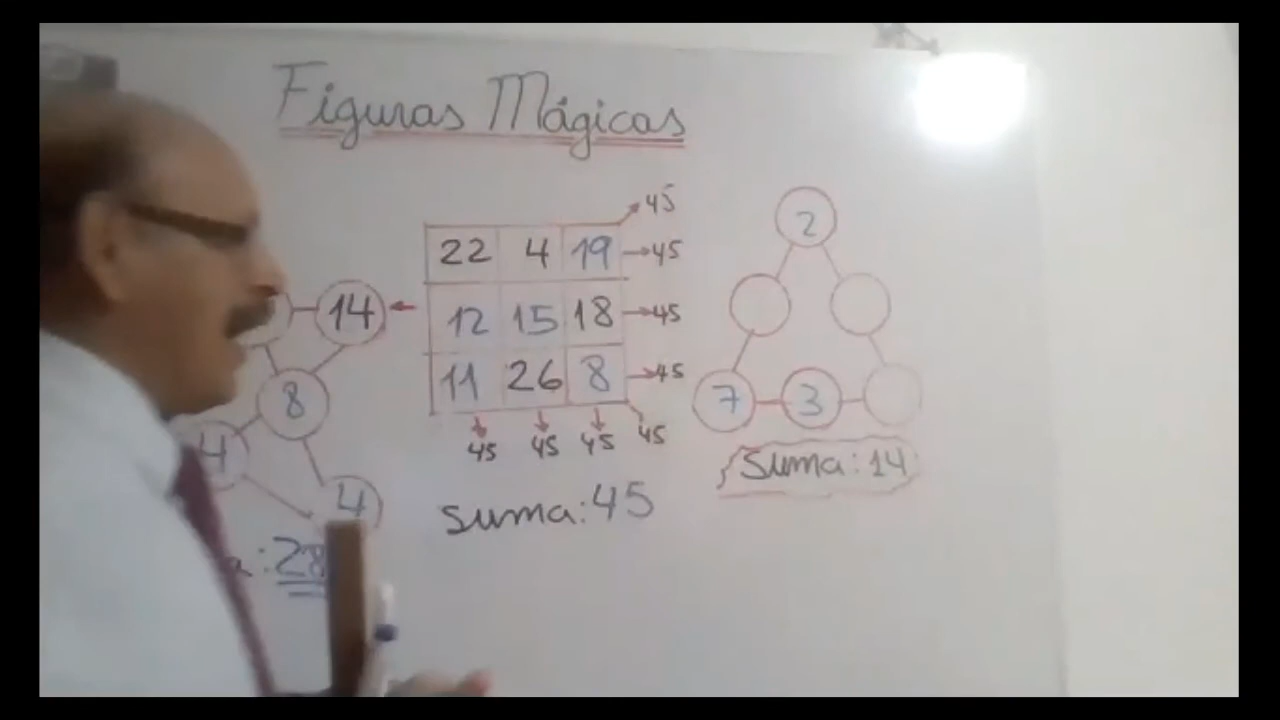 Figuras Mágicas
14
8
4
4
28
45
22 4 19 45
12 15 18 45
11 26 8 45
45 45 45 45
suma: 45
2
7 3
Suma: 14